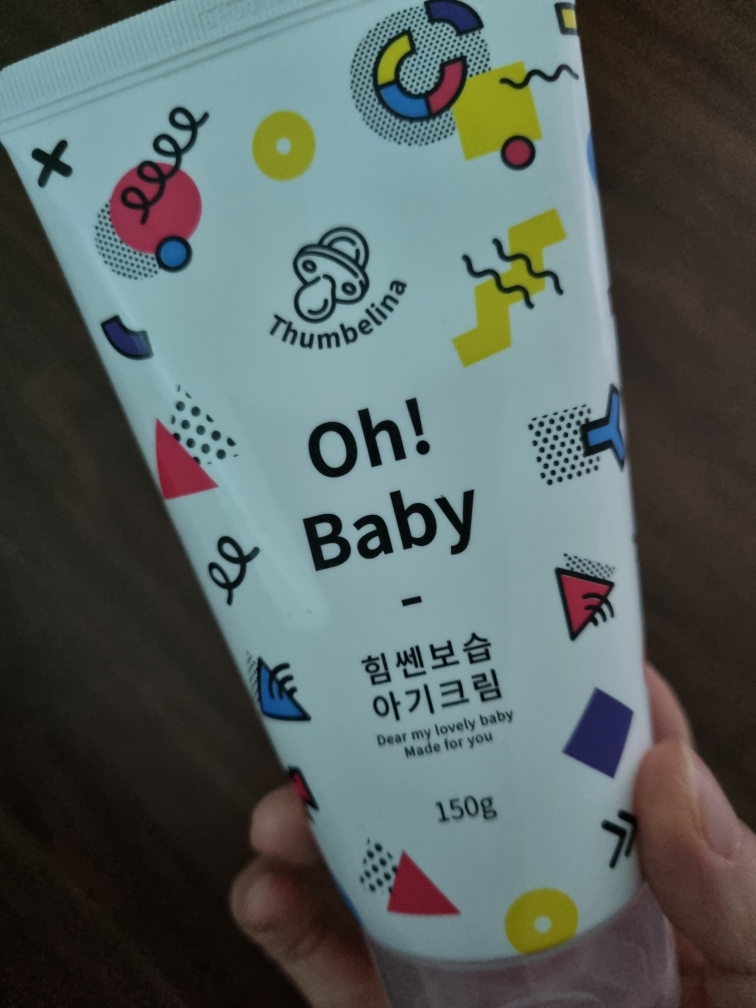 Thumbelina
Oh!
Baby
-
힘쎈보습
아기크림
Dear my lovely baby
Made for you
150g